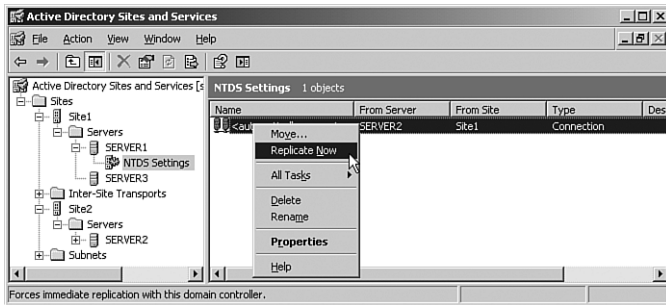 Active Directory Sites and Services
File Action View Window Help
Active Directory Sites and Services [s
NTDS Settings 1 objects
Sites
Site1
Servers
SERVER1
NTDS Settings
SERVER3
Inter-Site Transports
Site2
Servers
SERVER2
Subnets
Name From Server From Site Type Des
<aut SERVER2 Site1 Connection
Move...
Replicate Now
All Tasks
Delete
Rename
Properties
Help
Forces immediate replication with this domain controller.